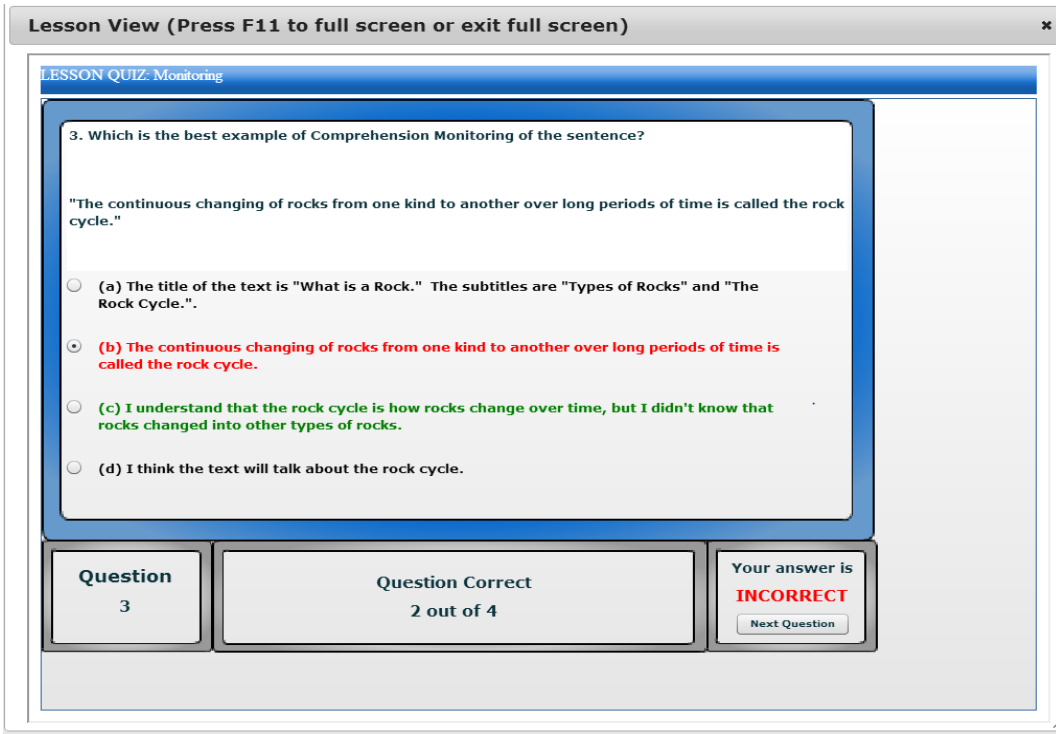 Lesson View (Press F11 to full screen or exit full screen)
LESSON QUIZ: Monitoring
3. Which is the best example of Comprehension Monitoring of the sentence?
"The continuous changing of rocks from one kind to another over long periods of time is called the rock
cycle."
(a) The title of the text is "What is a Rock."  The subtitles are "Types of Rocks" and "The
Rock Cycle.".
(b) The continuous changing of rocks from one kind to another over long periods of time is
called the rock cycle.
(c) I understand that the rock cycle is how rocks change over time, but I didn't know that
rocks changed into other types of rocks.
(d) I think the text will talk about the rock cycle.
Question
3
Question Correct
2 out of 4
Your answer is
INCORRECT
Next Question